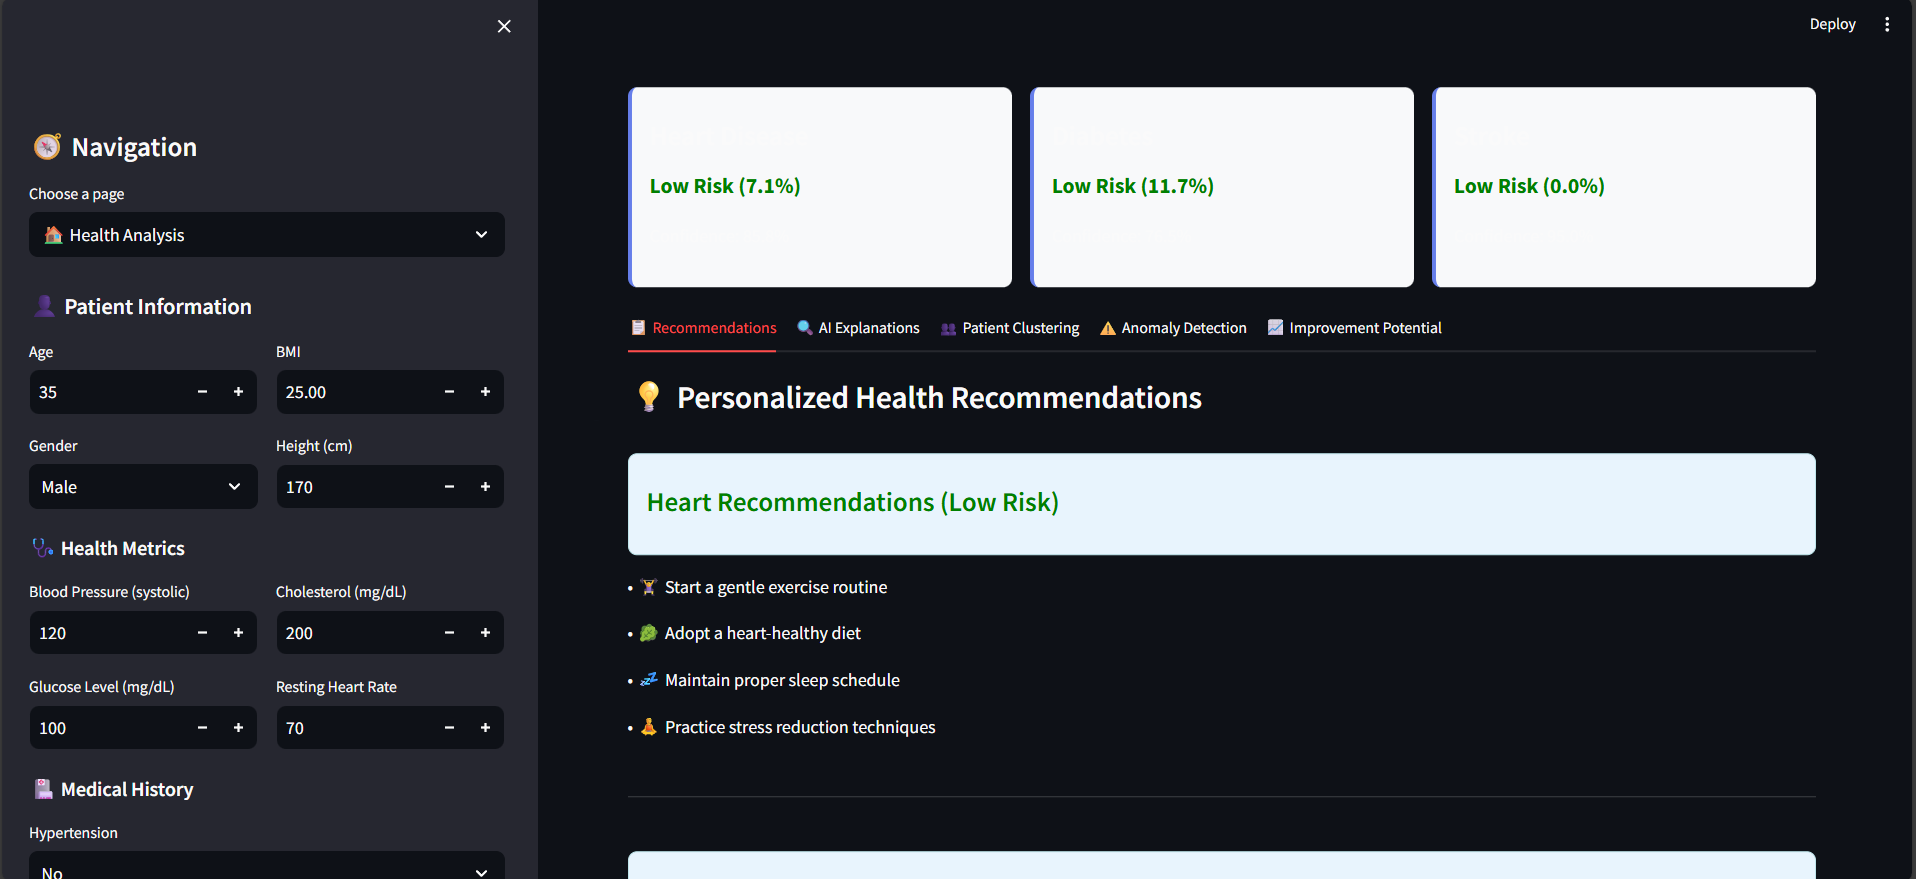 Navigation
Choose a page
Health Analysis
Patient Information
Age
BMI
35
25.00
Gender
Height (cm)
Male
170
Health Metrics
Blood Pressure (systolic)
Cholesterol (mg/dL)
120
200
Glucose Level (mg/dL)
Resting Heart Rate
100
70
Medical History
Hypertension
No
Deploy
Low Risk (7.1%)
Low Risk (11.7%)
Low Risk (0.0%)
Recommendations
AI Explanations
Patient Clustering
Anomaly Detection
Improvement Potential
Personalized Health Recommendations
Heart Recommendations (Low Risk)
• Start a gentle exercise routine
• Adopt a heart-healthy diet
• Maintain proper sleep schedule
• Practice stress reduction techniques